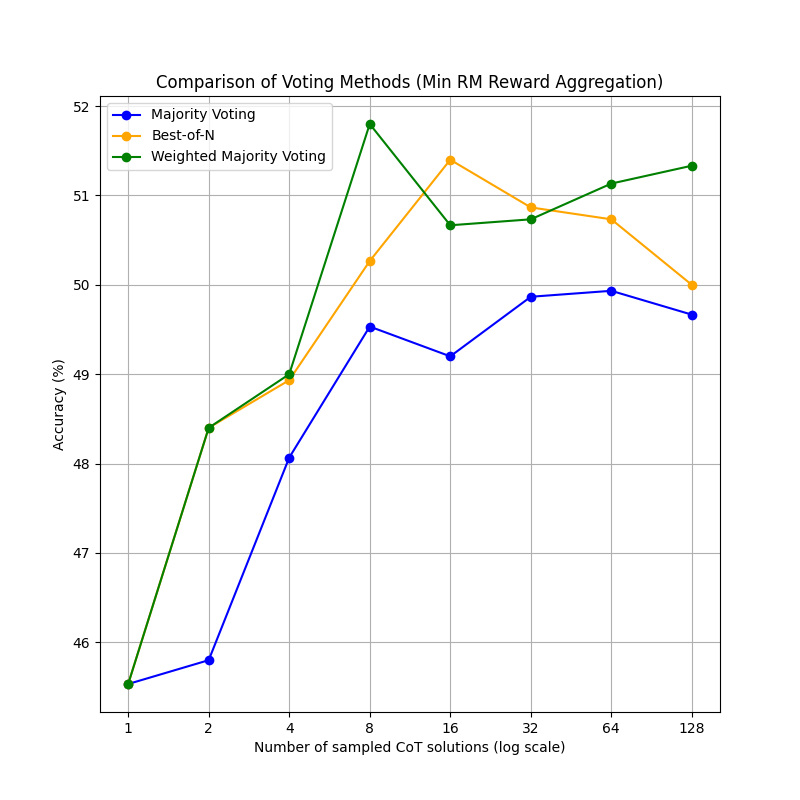 Comparison of Voting Methods (Min RM Reward Aggregation)
Majority Voting
Best-of-N
Weighted Majority Voting
52
51
50
49
48
47
46
Accuracy (%)
1 2 4 8 16 32 64 128
Number of sampled CoT solutions (log scale)